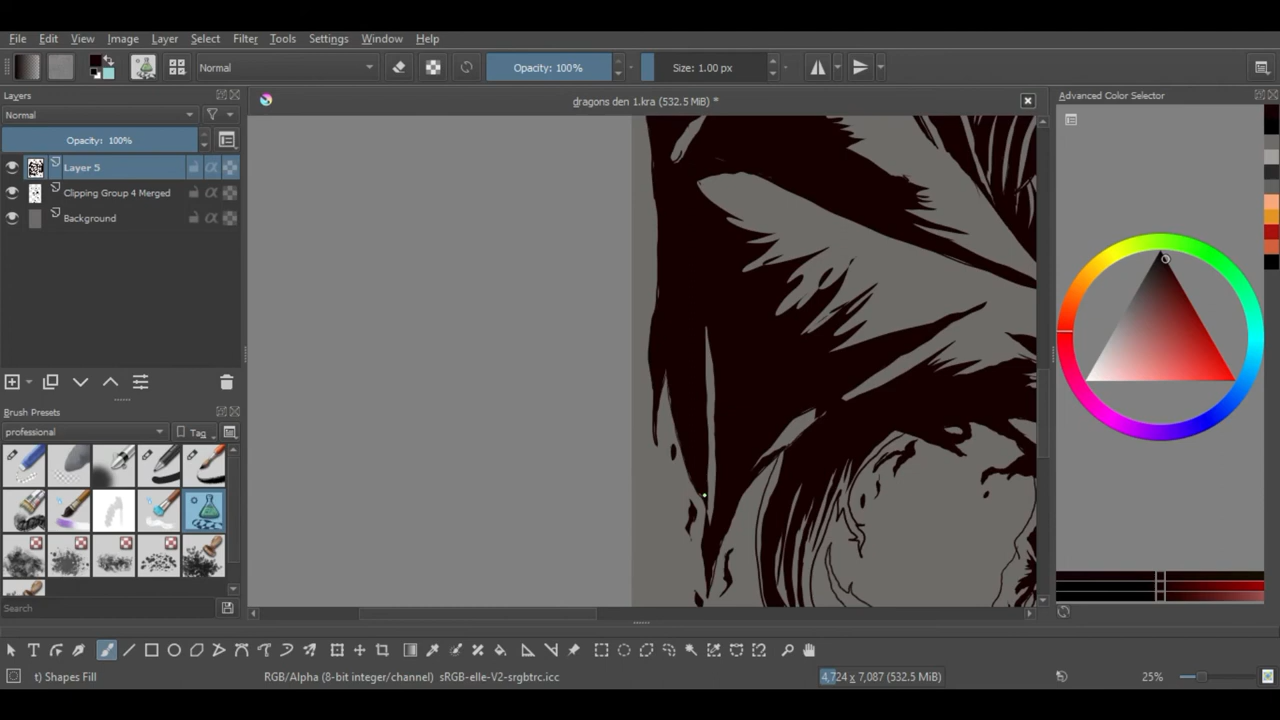 File Edit View Image Layer Select Filter Tools Settings Window Help
Normal Opacity: 100% Size: 1.00 px
Layers
Normal
Opacity: 100%
Layer 5
Clipping Group 4 Merged
Background
dragons den 1.kra (532.5 MiB) *
Advanced Color Selector
Brush Presets
professional Tag
Search
t) Shapes Fill RGB/Alpha (8-bit integer/channel) sRGB-elle-V2-srgbtrc.icc 4,724 x 7,087 (532.5 MiB) 25%